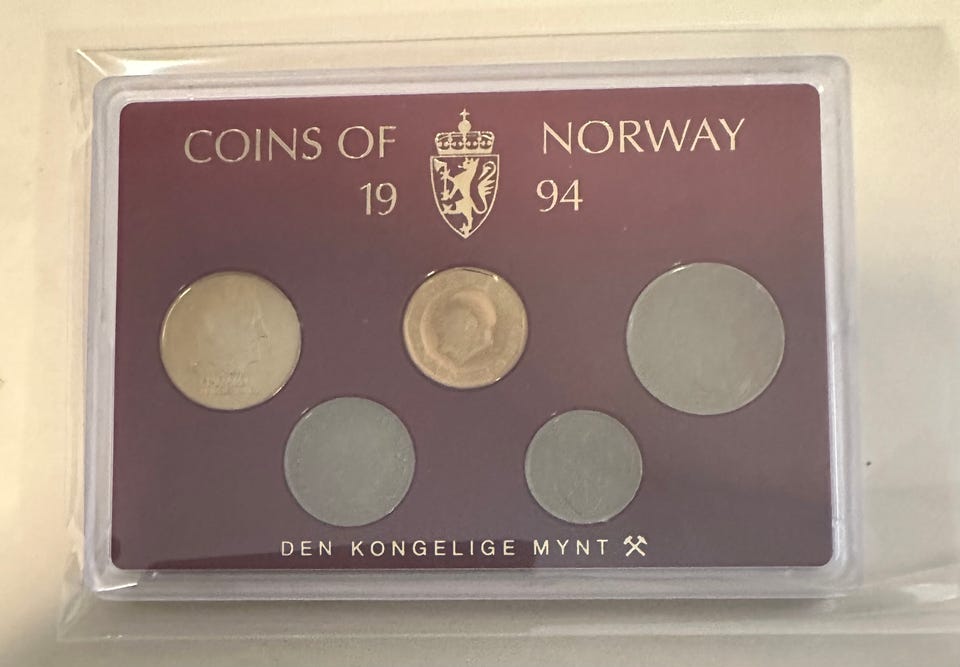 COINS OF NORWAY
19 94
DEN KONGELIGE MYNT